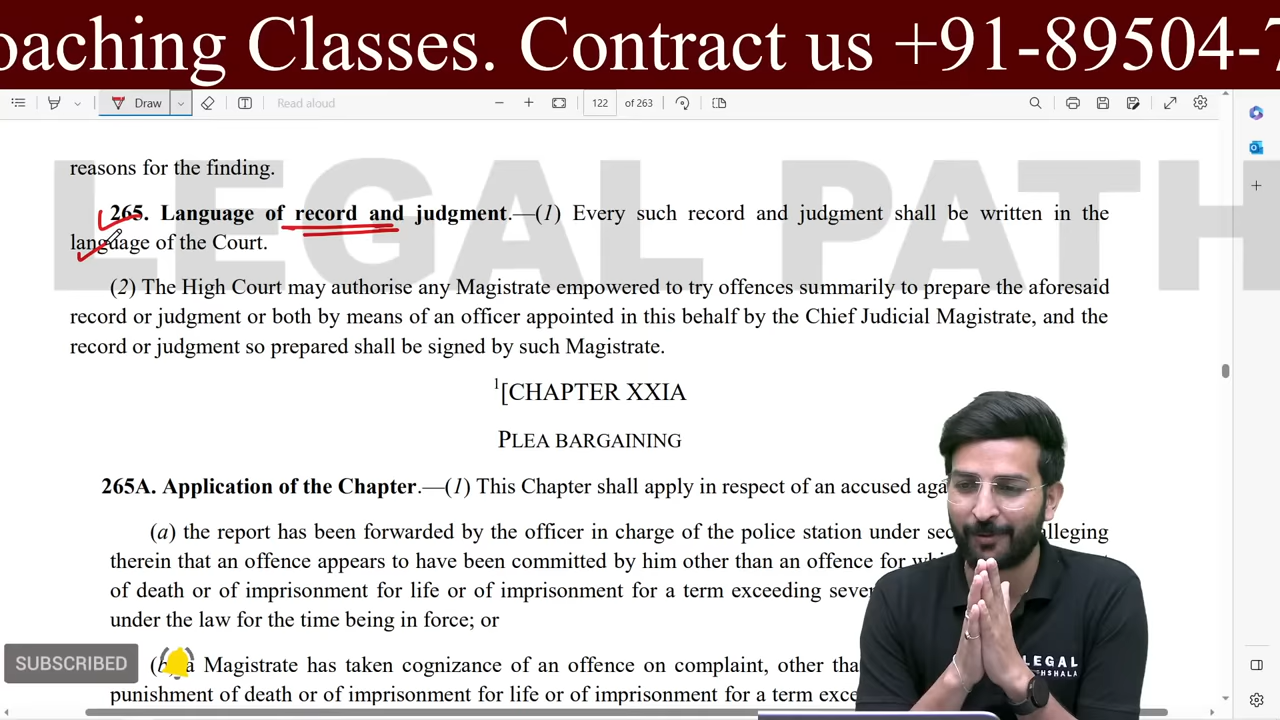 oaching Classes. Contract us +91-89504-7
Draw
Read aloud
122 of 263
LEGAL PATH
reasons for the finding.
265. Language of record and judgment.—(1) Every such record and judgment shall be written in the
language of the Court.
(2) The High Court may authorise any Magistrate empowered to try offences summarily to prepare the aforesaid
record or judgment or both by means of an officer appointed in this behalf by the Chief Judicial Magistrate, and the
record or judgment so prepared shall be signed by such Magistrate.
1[CHAPTER XXIA
PLEA BARGAINING
265A. Application of the Chapter.—(1) This Chapter shall apply in respect of an accused aga
(a) the report has been forwarded by the officer in charge of the police station under sec alleging
therein that an offence appears to have been committed by him other than an offence for
of death or of imprisonment for life or of imprisonment for a term exceeding seve
under the law for the time being in force; or
SUBSCRIBED
(b) a Magistrate has taken cognizance of an offence on complaint, other tha
punishment of death or of imprisonment for life or of imprisonment for a term exce
LEGAL
HSHALA